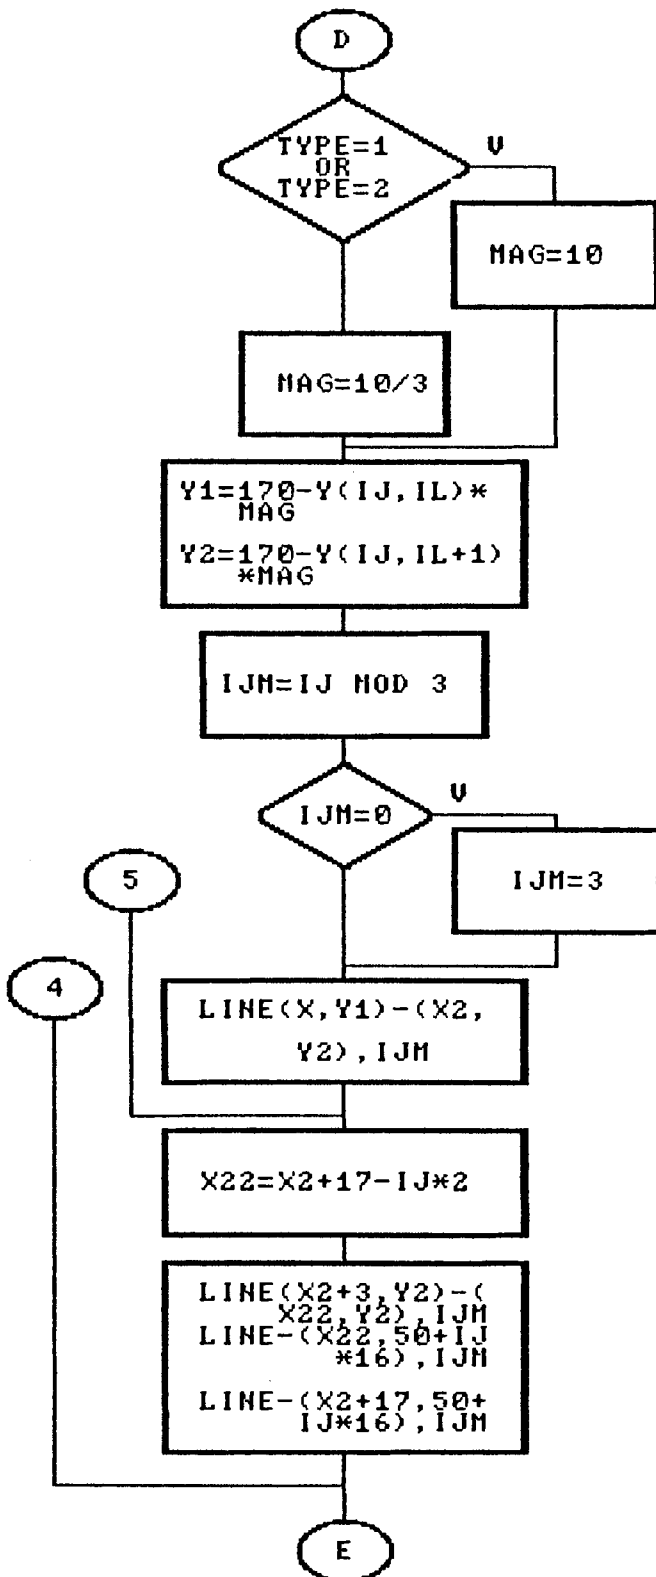 D
TYPE=1
OR
TYPE=2
V
MAG=10
MAG=10/3
Y1=170-Y(IJ,IL)*
MAG
Y2=170-Y(IJ,IL+1)
*MAG
IJM=IJ MOD 3
IJM=0
V
IJM=3
5
4
LINE(X,Y1)-(X2,
Y2),IJM
X22=X2+17-IJ*2
LINE(X2+3,Y2)-(
X22,Y2),IJM
LINE-(X22,50+IJ
*16),IJM
LINE-(X2+17,50+
IJ*16),IJM
E